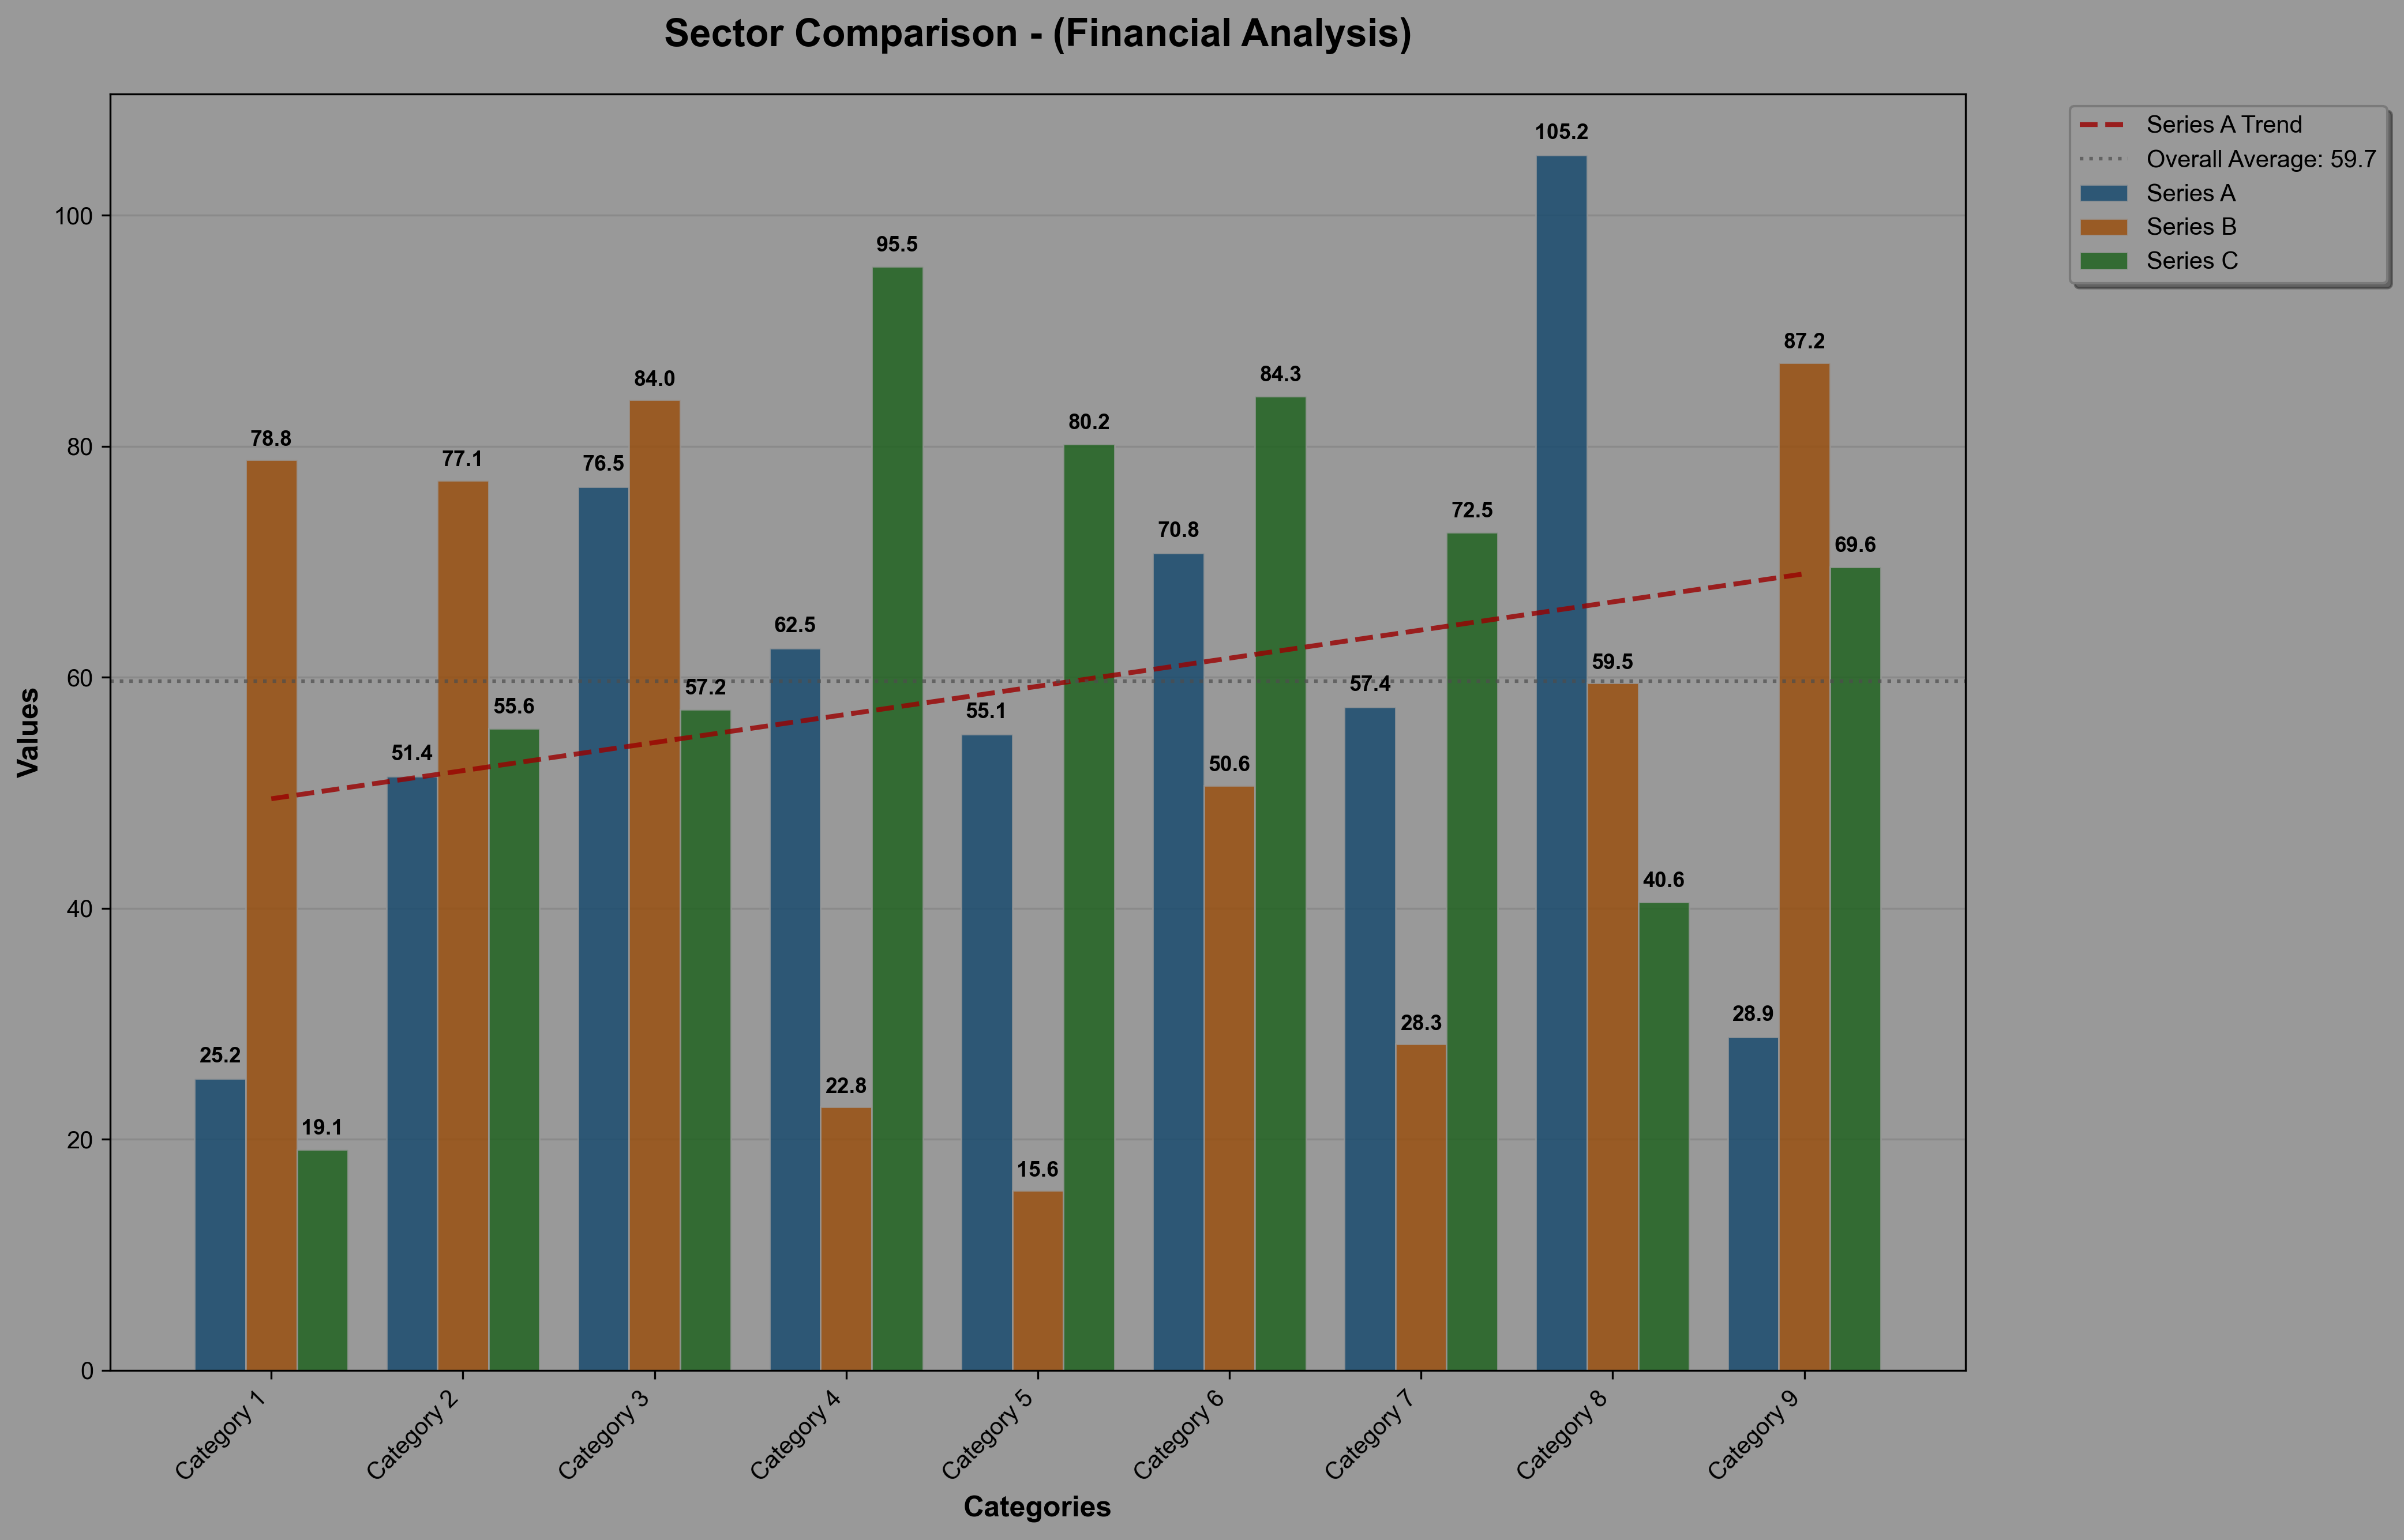 Sector Comparison - (Financial Analysis)
Series A Trend
Overall Average: 59.7
Series A
Series B
Series C
Values
100
80
60
40
20
0
25.2
78.8
19.1
51.4
77.1
55.6
76.5
84.0
57.2
62.5
22.8
95.5
55.1
15.6
80.2
70.8
50.6
84.3
57.4
28.3
72.5
105.2
59.5
40.6
28.9
87.2
69.6
Category 1
Category 2
Category 3
Category 4
Category 5
Category 6
Category 7
Category 8
Category 9
Categories